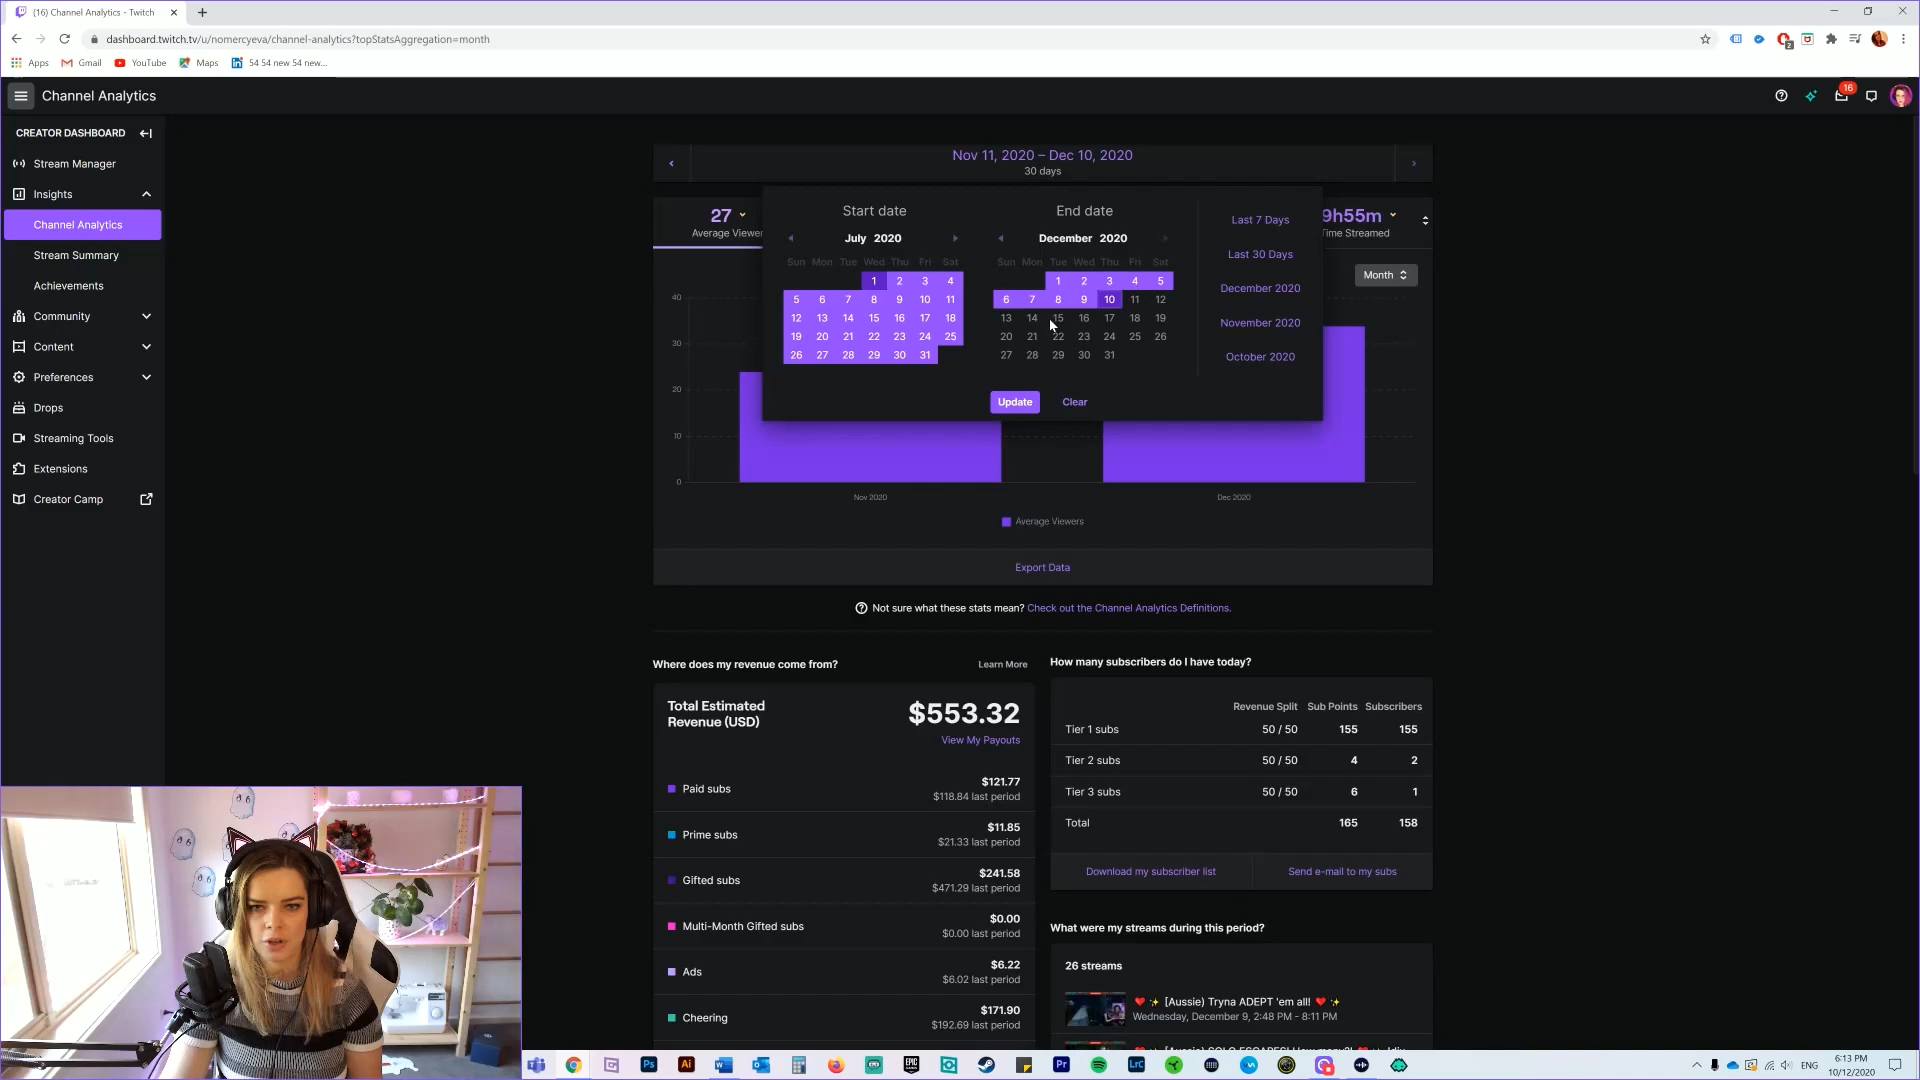 (16) Channel Analytics - Twitch
dashboard.twitch.tv/u/nomercyeva/channel-analytics?topStatsAggregation=month
2
Apps
Gmail
YouTube
Maps
54 54 new 54 new...
Channel Analytics
16
CREATOR DASHBOARD
Stream Manager
Insights
Channel Analytics
Stream Summary
Achievements
Community
Content
Preferences
Drops
Streaming Tools
Extensions
Creator Camp
Nov 11, 2020 – Dec 10, 2020
30 days
27
Average Viewer
9h55m
Time Streamed
Month
Start date
July 2020
Sun Mon Tue Wed Thu Fri Sat
1 2 3 4
5 6 7 8 9 10 11
12 13 14 15 16 17 18
19 20 21 22 23 24 25
26 27 28 29 30 31
End date
December 2020
Sun Mon Tue Wed Thu Fri Sat
1 2 3 4 5
6 7 8 9 10 11 12
13 14 15 16 17 18 19
20 21 22 23 24 25 26
27 28 29 30 31
Last 7 Days
Last 30 Days
December 2020
November 2020
October 2020
Update
Clear
40
30
20
10
0
Nov 2020
Dec 2020
Average Viewers
Export Data
Not sure what these stats mean? Check out the Channel Analytics Definitions.
Where does my revenue come from?
Learn More
Total Estimated
Revenue (USD)
$553.32
View My Payouts
Paid subs
$121.77
$118.84 last period
Prime subs
$11.85
$21.33 last period
Gifted subs
$241.58
$471.29 last period
Multi-Month Gifted subs
$0.00
$0.00 last period
Ads
$6.22
$6.02 last period
Cheering
$171.90
$192.69 last period
How many subscribers do I have today?
Revenue Split Sub Points Subscribers
Tier 1 subs 50 / 50 155 155
Tier 2 subs 50 / 50 4 2
Tier 3 subs 50 / 50 6 1
Total 165 158
Download my subscriber list
Send e-mail to my subs
What were my streams during this period?
26 streams
[Aussie) Tryna ADEPT 'em all!
Wednesday, December 9, 2:48 PM - 8:11 PM
Ps
Ai
EPIC
GAMES
Pr
LrC
ENG
6:13 PM
10/12/2020